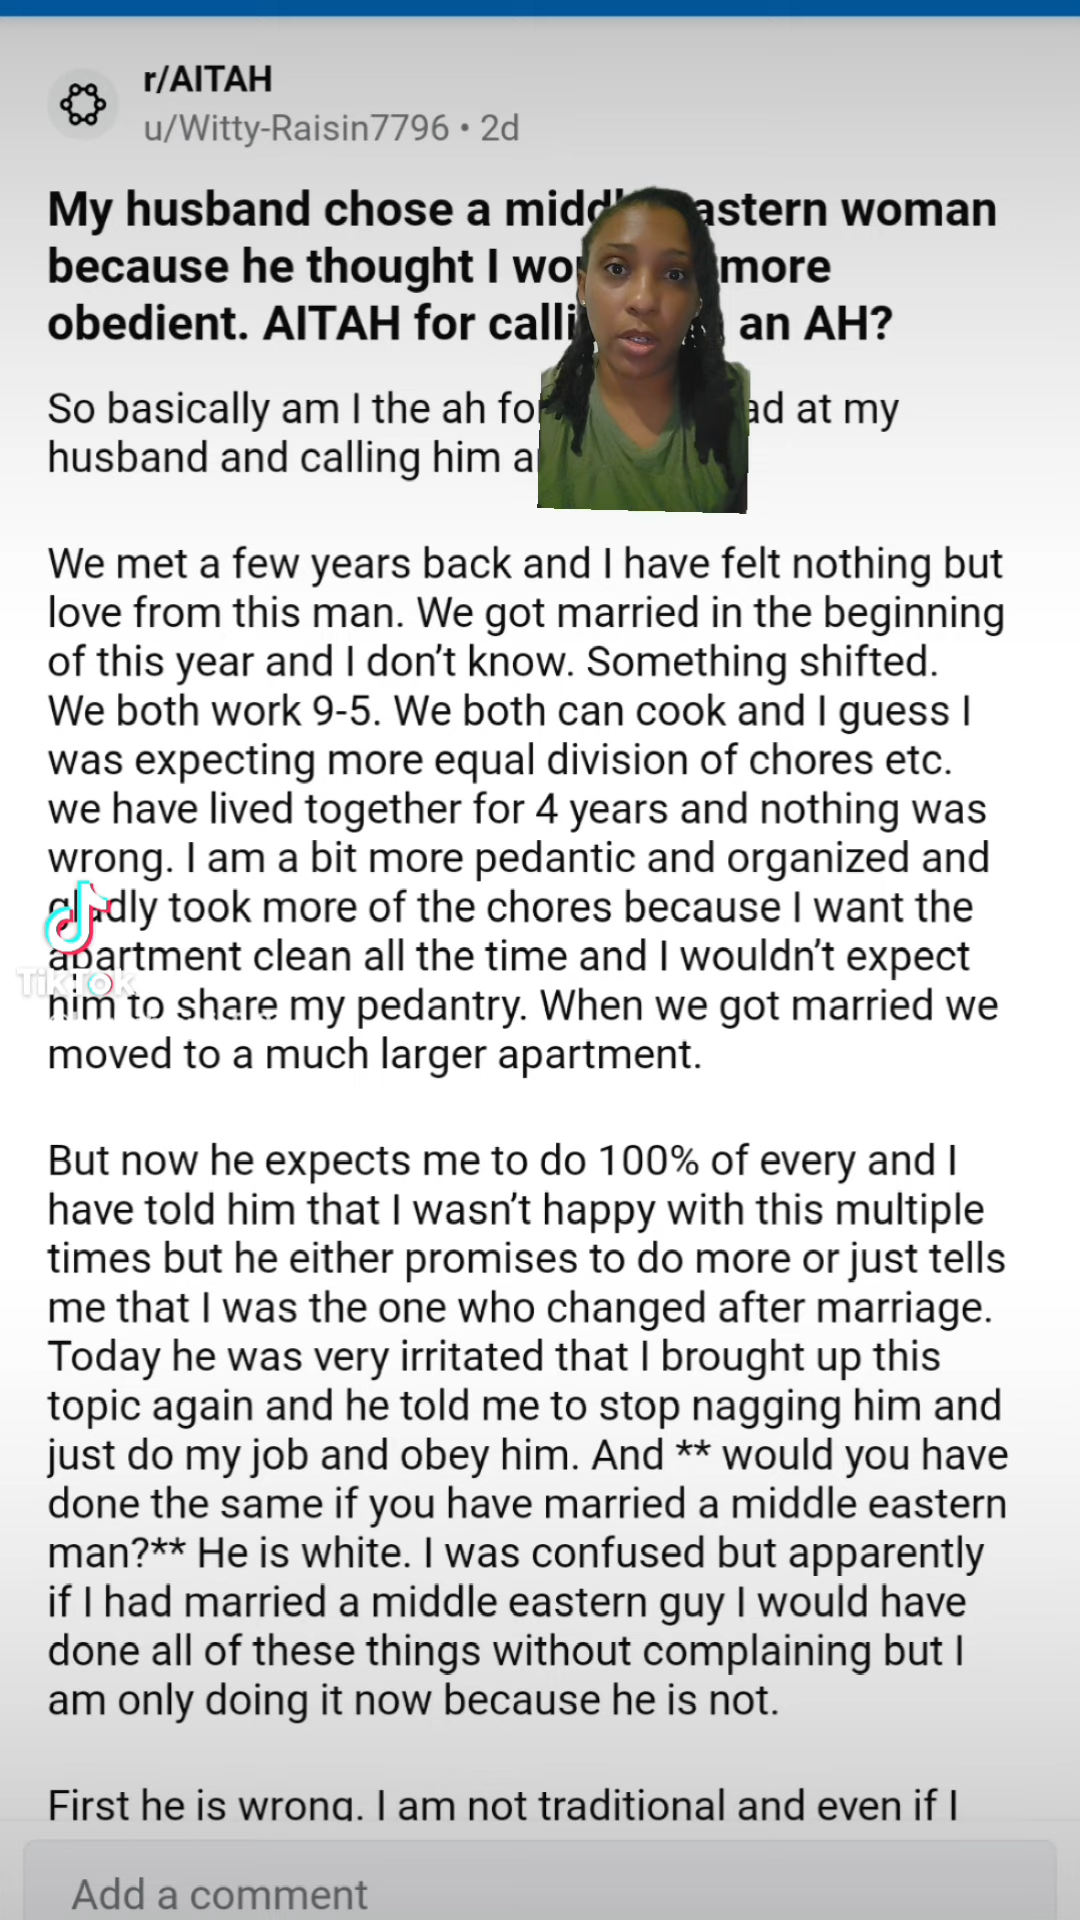 r/AITAH
u/Witty-Raisin7796 • 2d
My husband chose a middl astern woman
because he thought I wo more
obedient. AITAH for calli an AH?
So basically am I the ah fo ad at my
husband and calling him a
We met a few years back and I have felt nothing but
love from this man. We got married in the beginning
of this year and I don’t know. Something shifted.
We both work 9-5. We both can cook and I guess I
was expecting more equal division of chores etc.
we have lived together for 4 years and nothing was
wrong. I am a bit more pedantic and organized and
gladly took more of the chores because I want the
apartment clean all the time and I wouldn’t expect
TikTok
him to share my pedantry. When we got married we
moved to a much larger apartment.
But now he expects me to do 100% of every and I
have told him that I wasn’t happy with this multiple
times but he either promises to do more or just tells
me that I was the one who changed after marriage.
Today he was very irritated that I brought up this
topic again and he told me to stop nagging him and
just do my job and obey him. And ** would you have
done the same if you have married a middle eastern
man?** He is white. I was confused but apparently
if I had married a middle eastern guy I would have
done all of these things without complaining but I
am only doing it now because he is not.
First he is wrong. I am not traditional and even if I
Add a comment